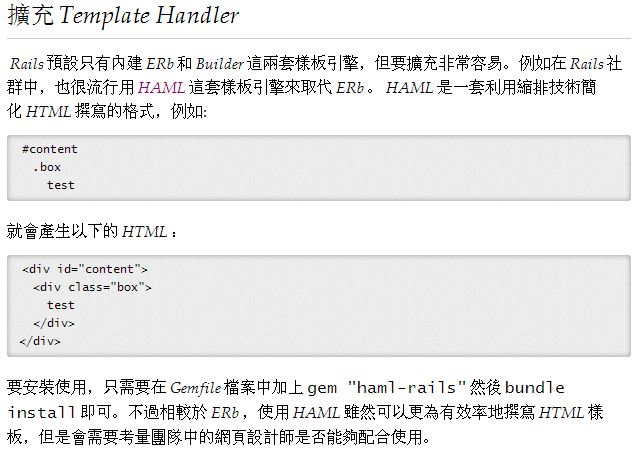 擴充 Template Handler
Rails 預設只有內建 ERb 和 Builder 這兩套樣板引擎，但要擴充非常容易。例如在 Rails 社
群中，也很流行用 HAML 這套樣板引擎來取代 ERb 。 HAML 是一套利用縮排技術簡
化 HTML 撰寫的格式，例如:
#content
  .box
    test
就會產生以下的 HTML：
<div id="content">
  <div class="box">
    test
  </div>
</div>
要安裝使用，只需要在 Gemfile 檔案中加上 gem "haml-rails" 然後 bundle
install 即可。不過相較於 ERb ，使用 HAML 雖然可以更為有效率地撰寫 HTML 樣
板，但是會需要考量團隊中的網頁設計師是否能夠配合使用。